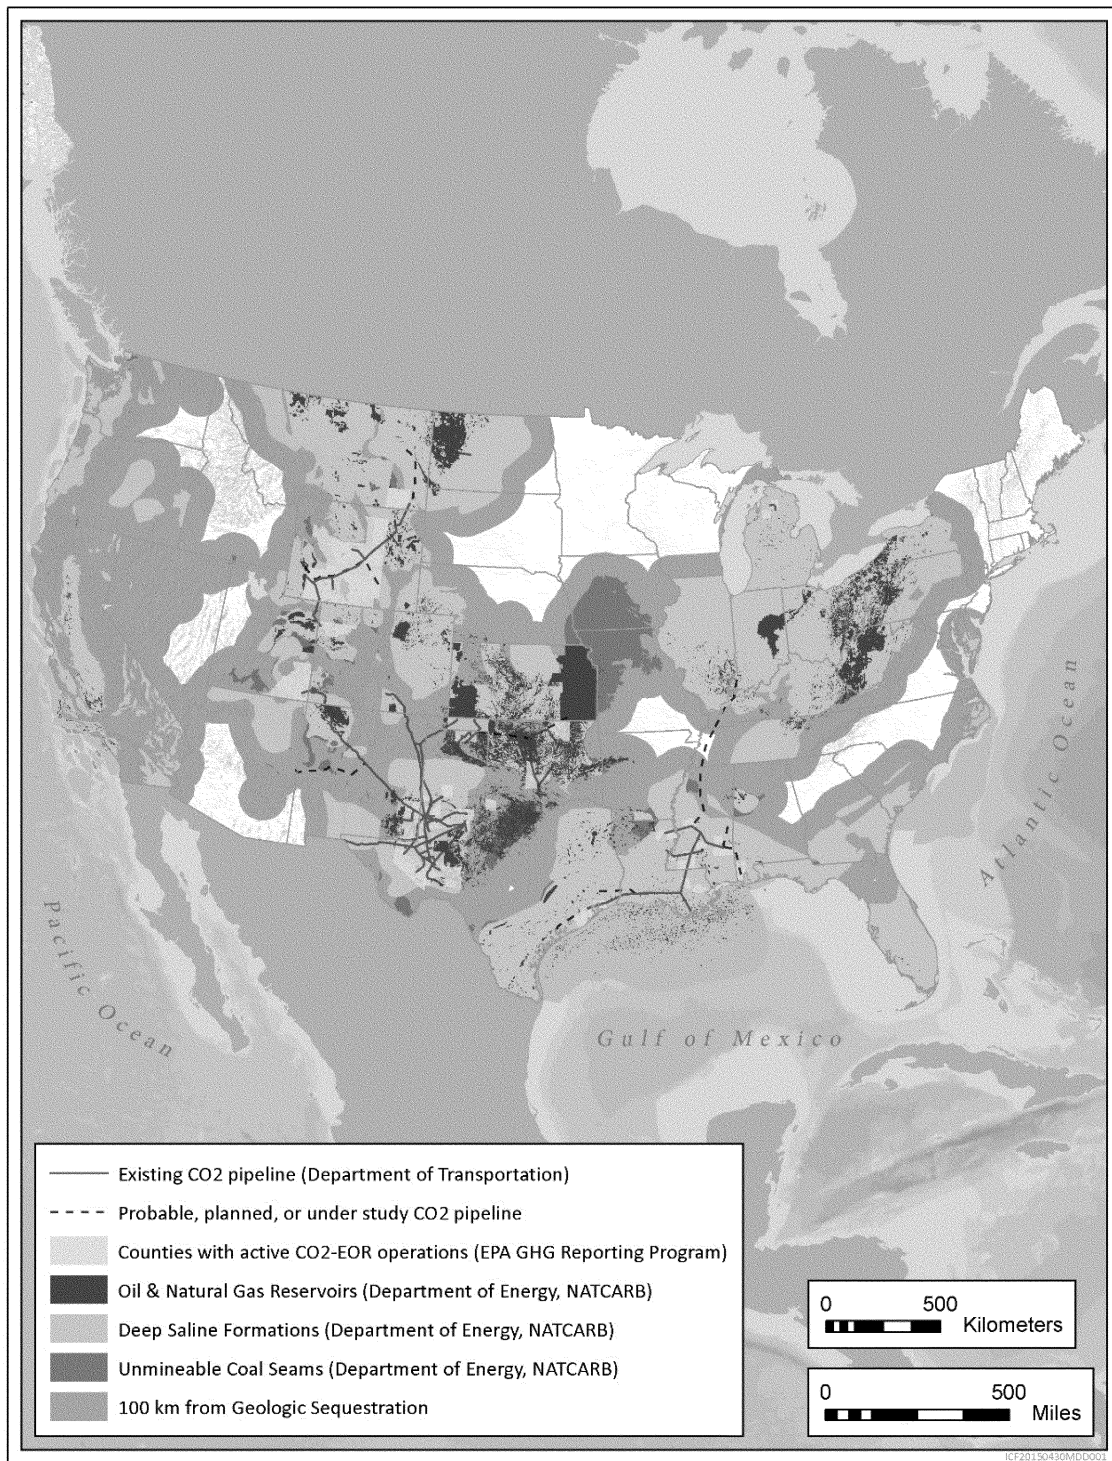 Pacific Ocean
Atlantic Ocean
Gulf of Mexico
Existing CO2 pipeline (Department of Transportation)
Probable, planned, or under study CO2 pipeline
Counties with active CO2-EOR operations (EPA GHG Reporting Program)
Oil & Natural Gas Reservoirs (Department of Energy, NATCARB)
Deep Saline Formations (Department of Energy, NATCARB)
Unmineable Coal Seams (Department of Energy, NATCARB)
100 km from Geologic Sequestration
0 500
Kilometers
0 500
Miles
ICF20150430MDD001